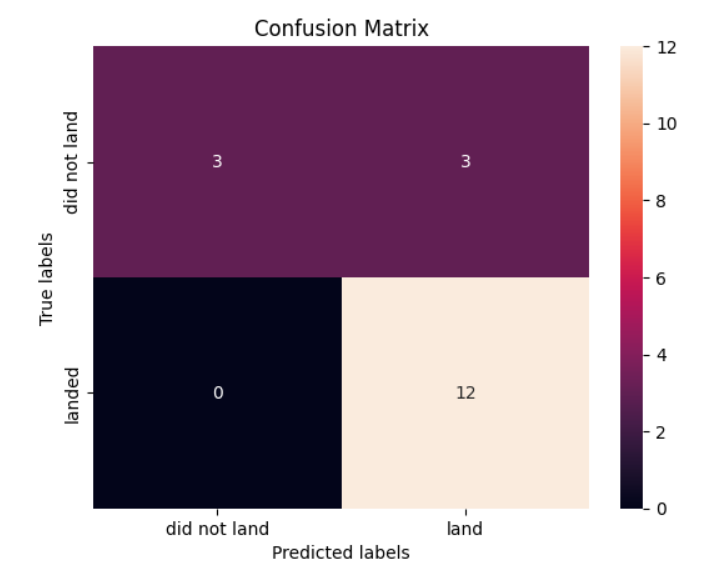 Confusion Matrix
True labels
did not land
landed
3
3
0
12
did not land
land
Predicted labels
12
10
8
6
4
2
0